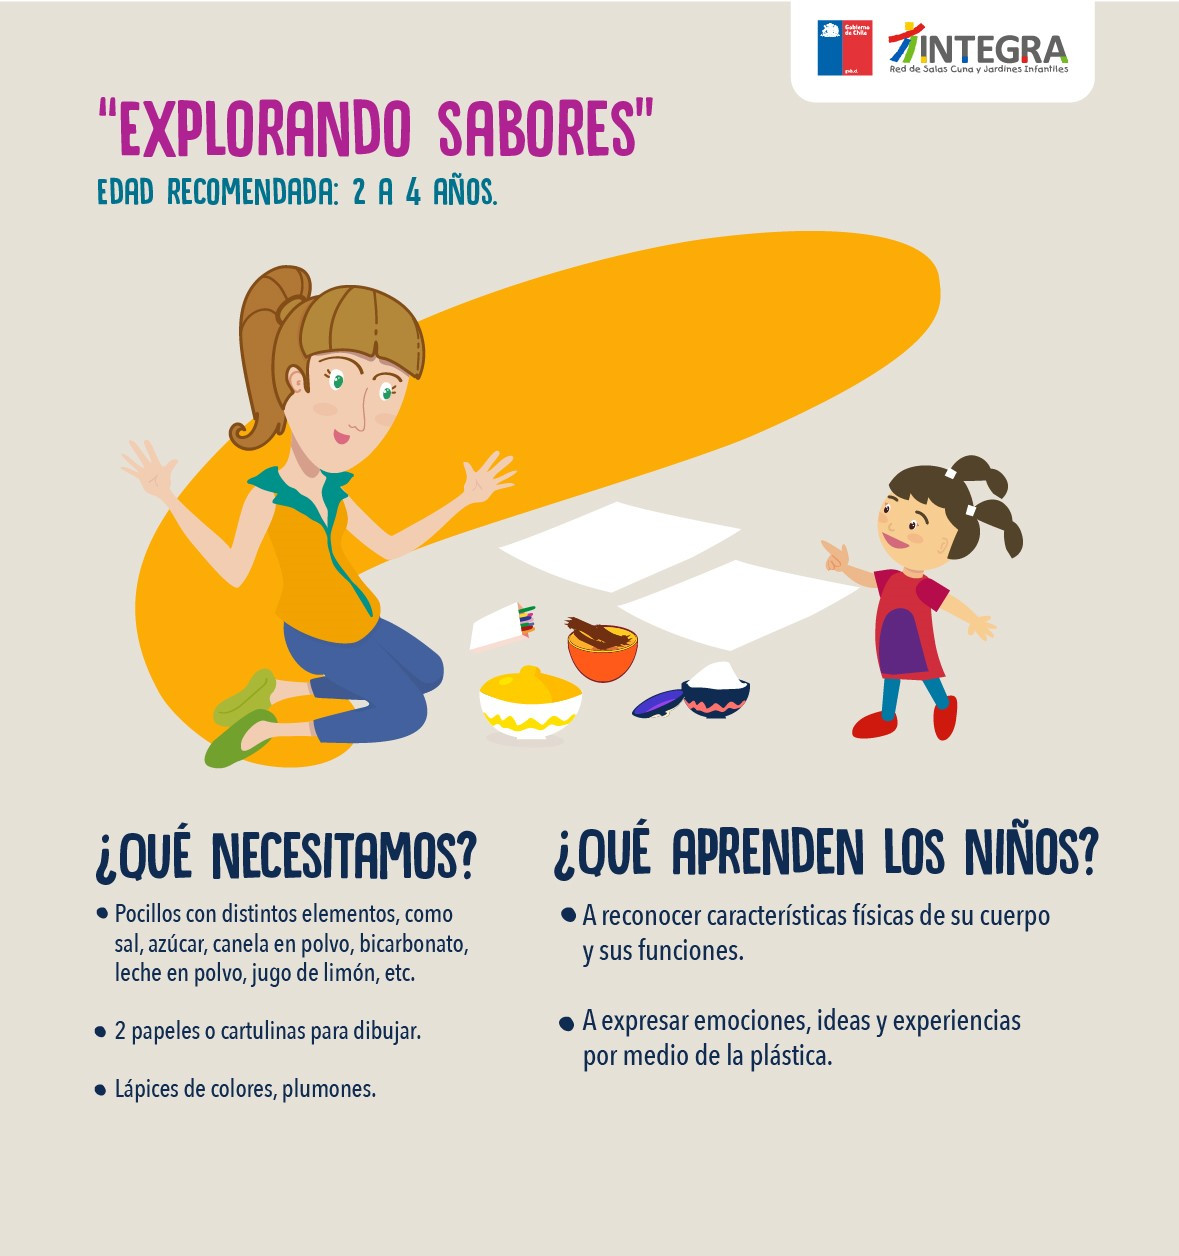 Gobierno
de Chile
gob.cl
INTEGRA
Red de Salas Cuna y Jardines Infantiles
"EXPLORANDO SABORES"
EDAD RECOMENDADA: 2 A 4 AÑOS.
¿QUÉ NECESITAMOS?
• Pocillos con distintos elementos, como
sal, azúcar, canela en polvo, bicarbonato,
leche en polvo, jugo de limón, etc.
• 2 papeles o cartulinas para dibujar.
• Lápices de colores, plumones.
¿QUÉ APRENDEN LOS NIÑOS?
• A reconocer características físicas de su cuerpo
y sus funciones.
• A expresar emociones, ideas y experiencias
por medio de la plástica.